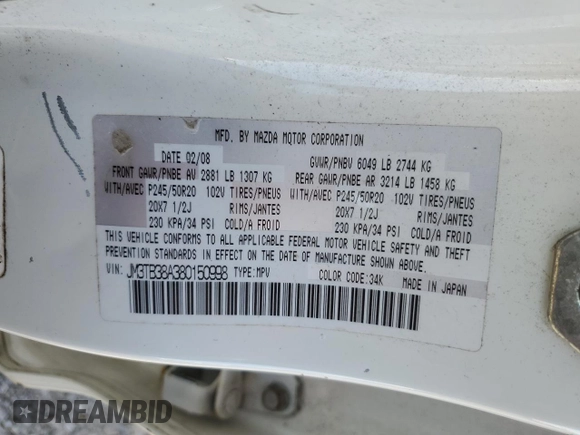 MFD. BY MAZDA MOTOR CORPORATION
DATE 02/08 GVWR/PNBV 6049 LB 2744 KG
FRONT GAWR/PNBE AV 2881 LB 1307 KG REAR GAWR/PNBE AR 3214 LB 1458 KG
WITH/AVEC P245/50R20 102V TIRES/PNEUS WITH/AVEC P245/50R20 102V TIRES/PNEUS
20X7 1/2J RIMS/JANTES 20X7 1/2J RIMS/JANTES
230 KPA/34 PSI COLD/A FROID 230 KPA/34 PSI COLD/A FROID
THIS VEHICLE CONFORMS TO ALL APPLICABLE FEDERAL MOTOR VEHICLE SAFETY AND THEFT
PREVENTION STANDARDS IN EFFECT ON THE DATE OF MANUFACTURE SHOWN ABOVE.
VIN: JM3TB38A380150998 TYPE: MPV COLOR CODE: 34K MADE IN JAPAN
DREAMBID